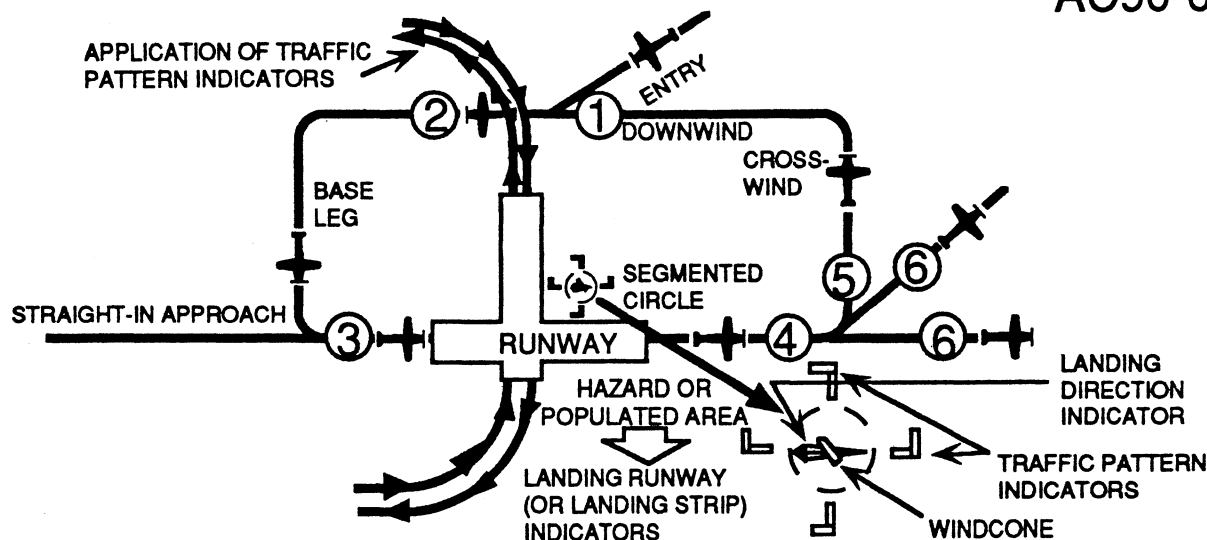 APPLICATION OF TRAFFIC
PATTERN INDICATORS
ENTRY
2
1
DOWNWIND
CROSS-
WIND
BASE
LEG
SEGMENTED
CIRCLE
5
6
STRAIGHT-IN APPROACH
3
RUNWAY
4
6
HAZARD OR
POPULATED AREA
LANDING
DIRECTION
INDICATOR
LANDING RUNWAY
(OR LANDING STRIP)
INDICATORS
TRAFFIC PATTERN
INDICATORS
WINDCONE